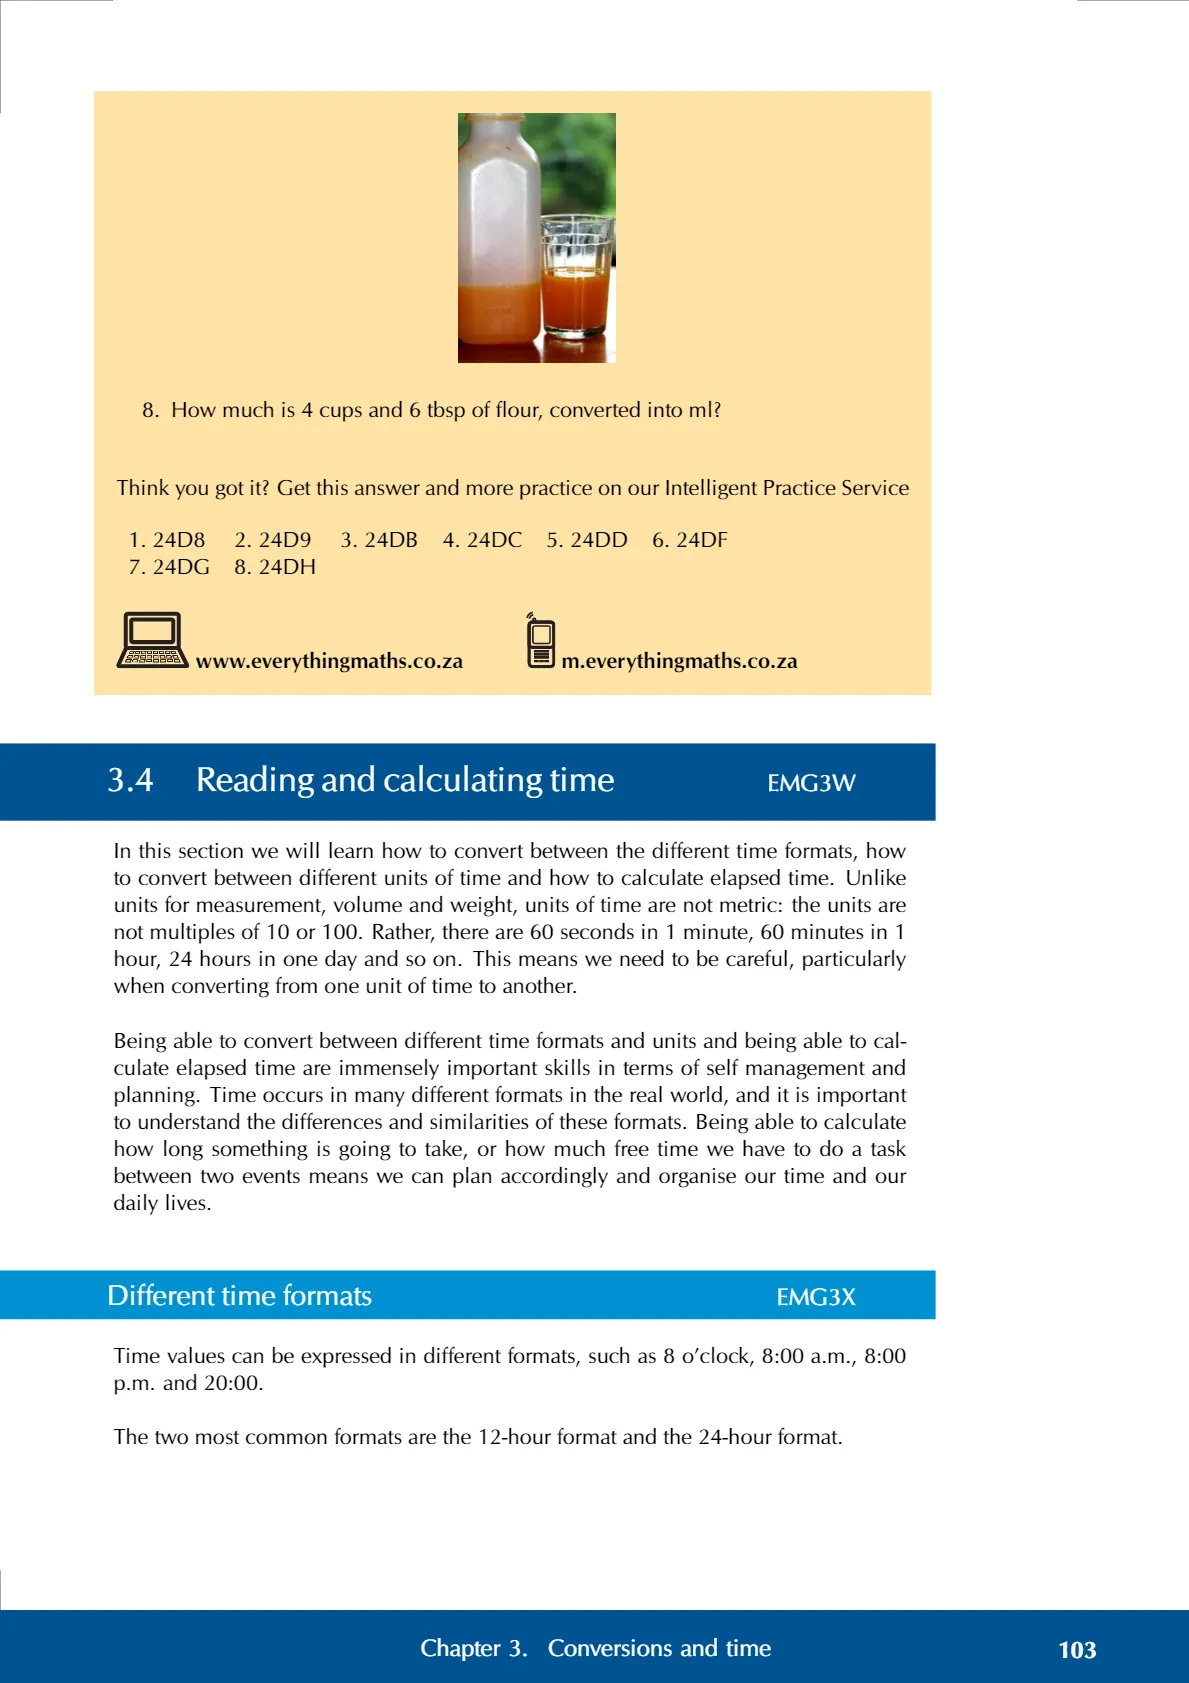 8. How much is 4 cups and 6 tbsp of flour, converted into ml?
Think you got it? Get this answer and more practice on our Intelligent Practice Service
1. 24D8 2. 24D9 3. 24DB 4. 24DC 5. 24DD 6. 24DF
7. 24DG 8. 24DH
www.everythingmaths.co.za m.everythingmaths.co.za
3.4 Reading and calculating time EMG3W
In this section we will learn how to convert between the different time formats, how
to convert between different units of time and how to calculate elapsed time. Unlike
units for measurement, volume and weight, units of time are not metric: the units are
not multiples of 10 or 100. Rather, there are 60 seconds in 1 minute, 60 minutes in 1
hour, 24 hours in one day and so on. This means we need to be careful, particularly
when converting from one unit of time to another.
Being able to convert between different time formats and units and being able to cal-
culate elapsed time are immensely important skills in terms of self management and
planning. Time occurs in many different formats in the real world, and it is important
to understand the differences and similarities of these formats. Being able to calculate
how long something is going to take, or how much free time we have to do a task
between two events means we can plan accordingly and organise our time and our
daily lives.
Different time formats EMG3X
Time values can be expressed in different formats, such as 8 o’clock, 8:00 a.m., 8:00
p.m. and 20:00.
The two most common formats are the 12-hour format and the 24-hour format.
Chapter 3. Conversions and time 103